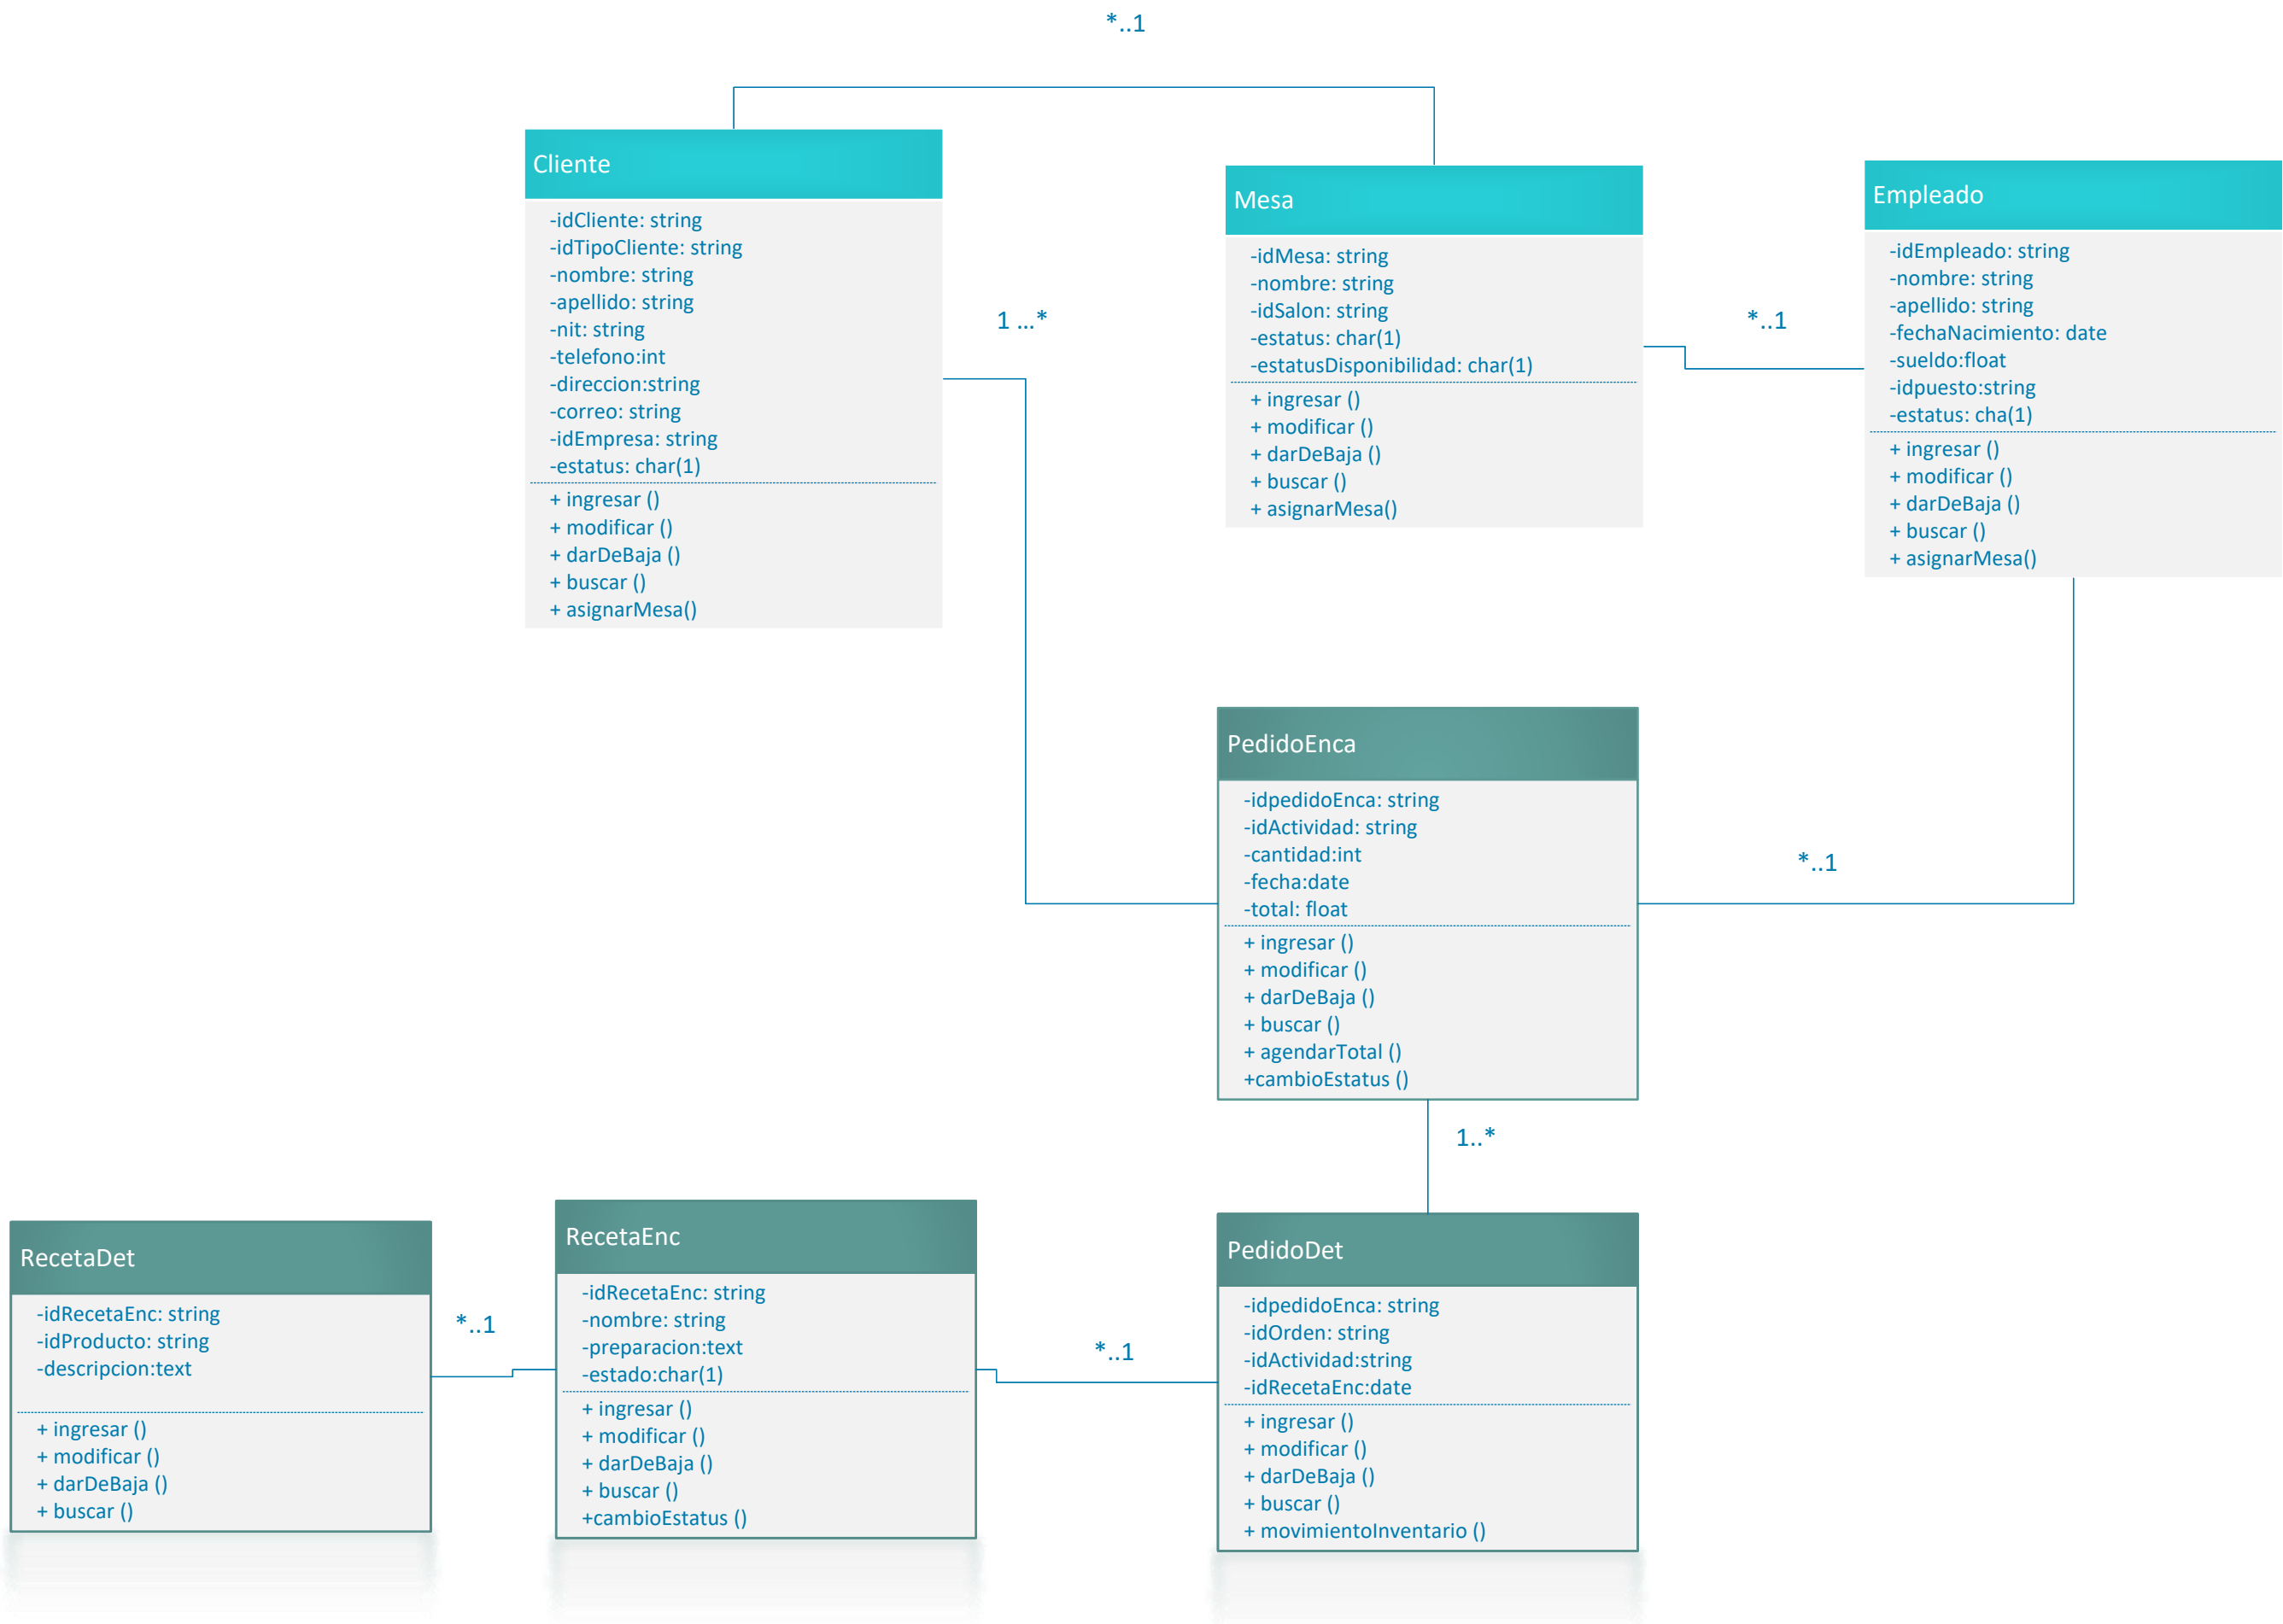 *..1
Cliente
-idCliente: string
-idTipoCliente: string
-nombre: string
-apellido: string
-nit: string
-telefono:int
-direccion:string
-correo: string
-idEmpresa: string
-estatus: char(1)
+ ingresar ()
+ modificar ()
+ darDeBaja ()
+ buscar ()
+ asignarMesa()
1 ...*
Mesa
-idMesa: string
-nombre: string
-idSalon: string
-estatus: char(1)
-estatusDisponibilidad: char(1)
+ ingresar ()
+ modificar ()
+ darDeBaja ()
+ buscar ()
+ asignarMesa()
*..1
Empleado
-idEmpleado: string
-nombre: string
-apellido: string
-fechaNacimiento: date
-sueldo:float
-idpuesto:string
-estatus: cha(1)
+ ingresar ()
+ modificar ()
+ darDeBaja ()
+ buscar ()
+ asignarMesa()
PedidoEnca
-idpedidoEnca: string
-idActividad: string
-cantidad:int
-fecha:date
-total: float
+ ingresar ()
+ modificar ()
+ darDeBaja ()
+ buscar ()
+ agendarTotal ()
+cambioEstatus ()
*..1
1..*
RecetaDet
-idRecetaEnc: string
-idProducto: string
-descripcion:text
+ ingresar ()
+ modificar ()
+ darDeBaja ()
+ buscar ()
*..1
RecetaEnc
-idRecetaEnc: string
-nombre: string
-preparacion:text
-estado:char(1)
+ ingresar ()
+ modificar ()
+ darDeBaja ()
+ buscar ()
+cambioEstatus ()
*..1
PedidoDet
-idpedidoEnca: string
-idOrden: string
-idActividad:string
-idRecetaEnc:date
+ ingresar ()
+ modificar ()
+ darDeBaja ()
+ buscar ()
+ movimientoInventario ()